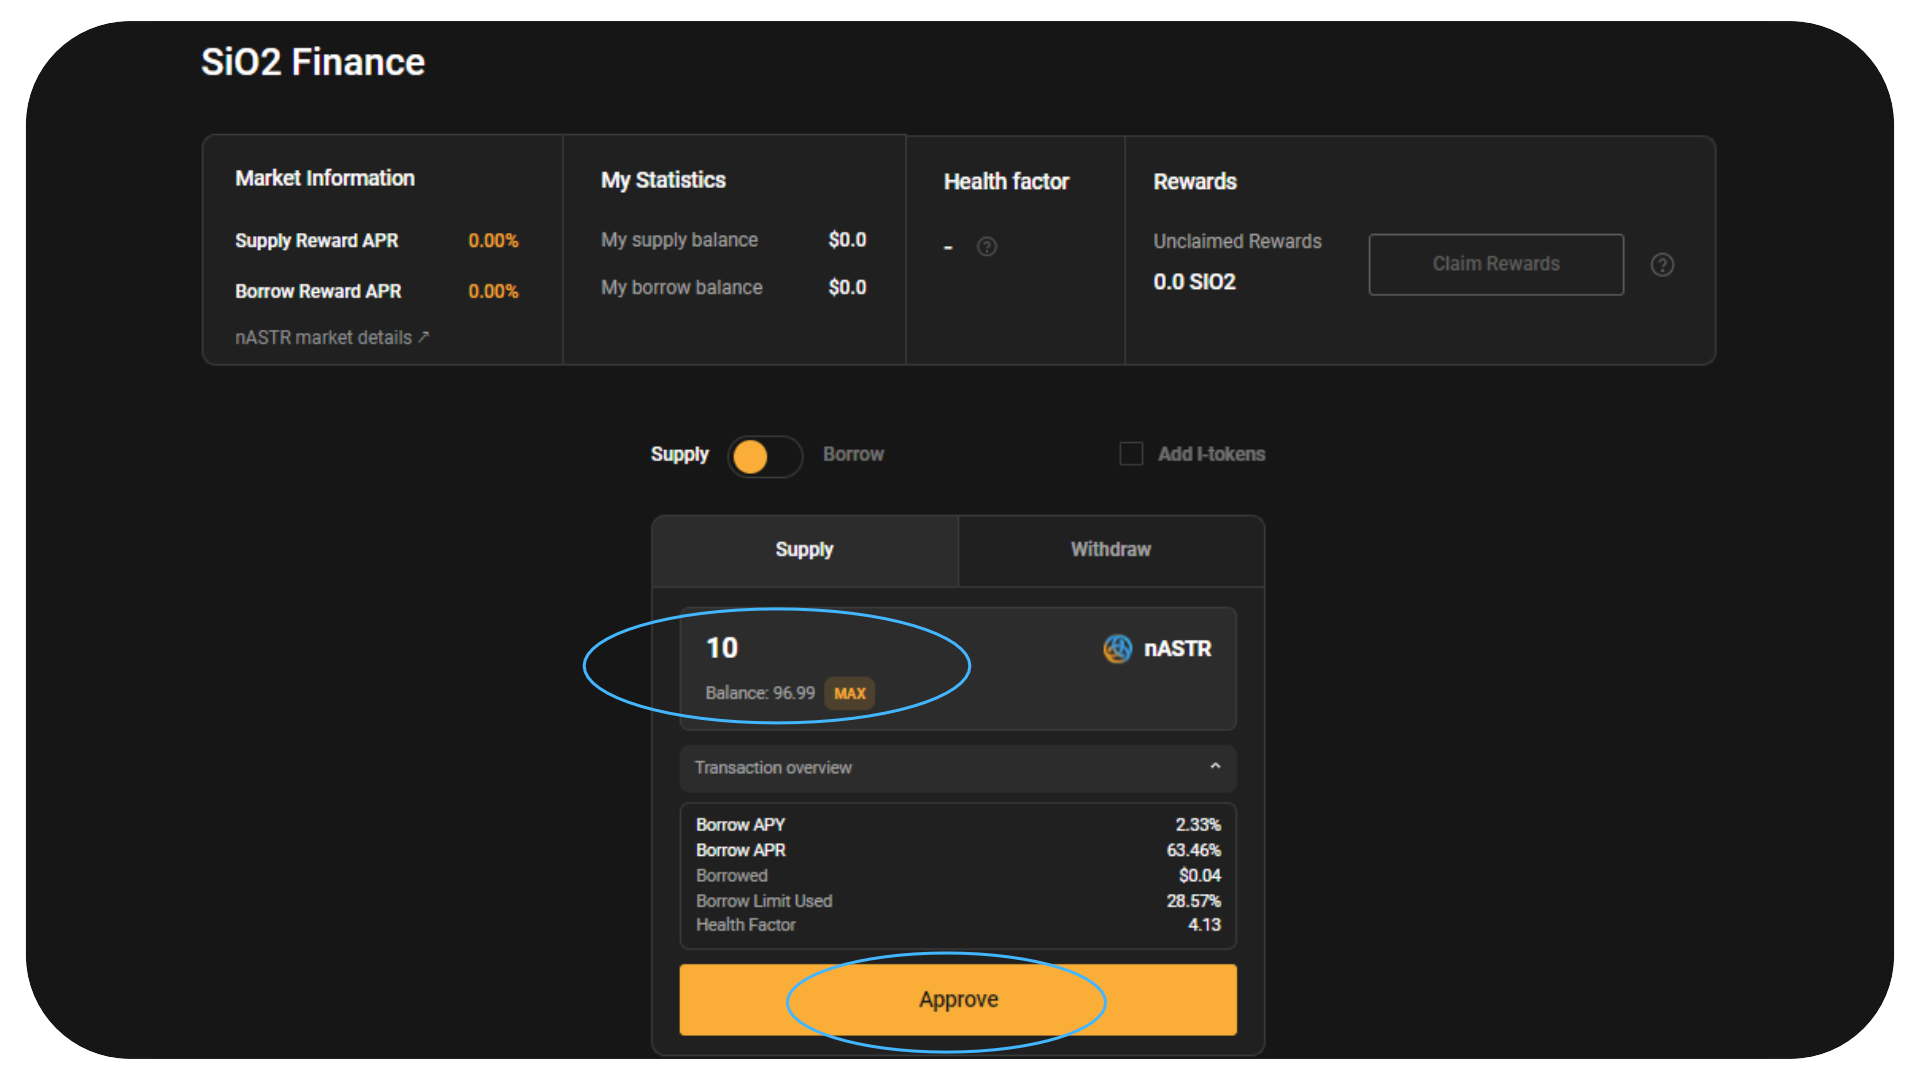 SiO2 Finance
Market Information
Supply Reward APR 0.00%
Borrow Reward APR 0.00%
nASTR market details ↗
My Statistics
My supply balance $0.0
My borrow balance $0.0
Health factor
- ?
Rewards
Unclaimed Rewards
0.0 SIO2
Claim Rewards ?
Supply Borrow Add I-tokens
Supply Withdraw
10 nASTR
Balance: 96.99 MAX
Transaction overview
Borrow APY 2.33%
Borrow APR 63.46%
Borrowed $0.04
Borrow Limit Used 28.57%
Health Factor 4.13
Approve